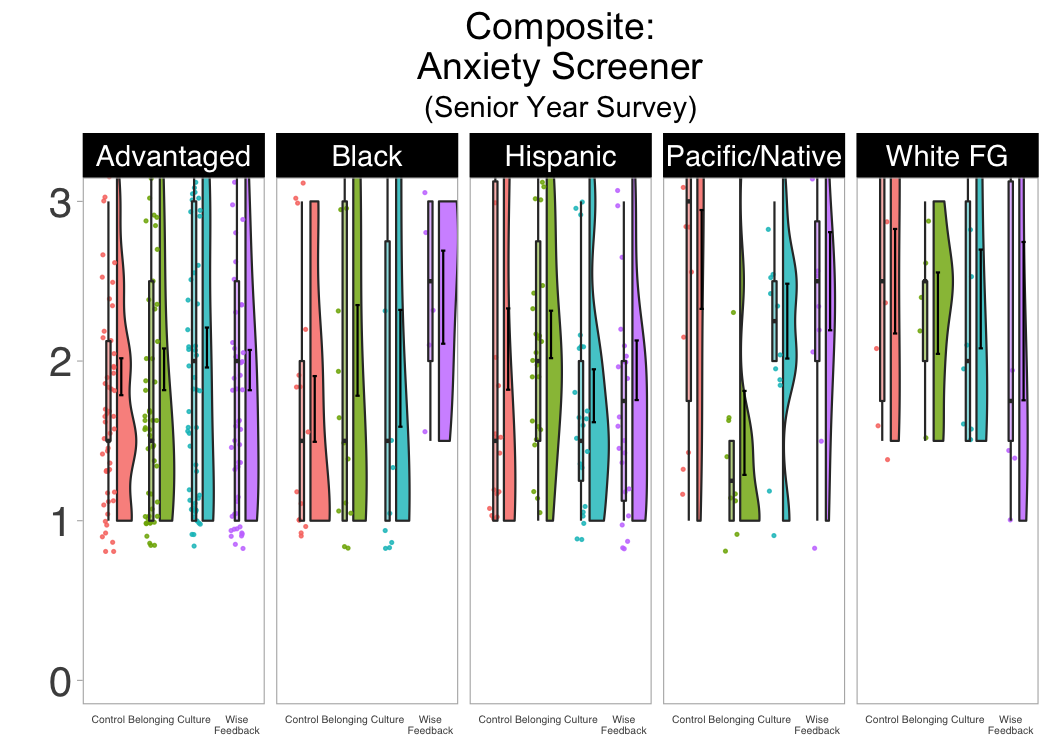 Composite:
Anxiety Screener
(Senior Year Survey)
Advantaged Black Hispanic Pacific/Native White FG
3
2
1
0
Control Belonging Culture Wise Feedback Control Belonging Culture Wise Feedback Control Belonging Culture Wise Feedback Control Belonging Culture Wise Feedback Control Belonging Culture Wise Feedback